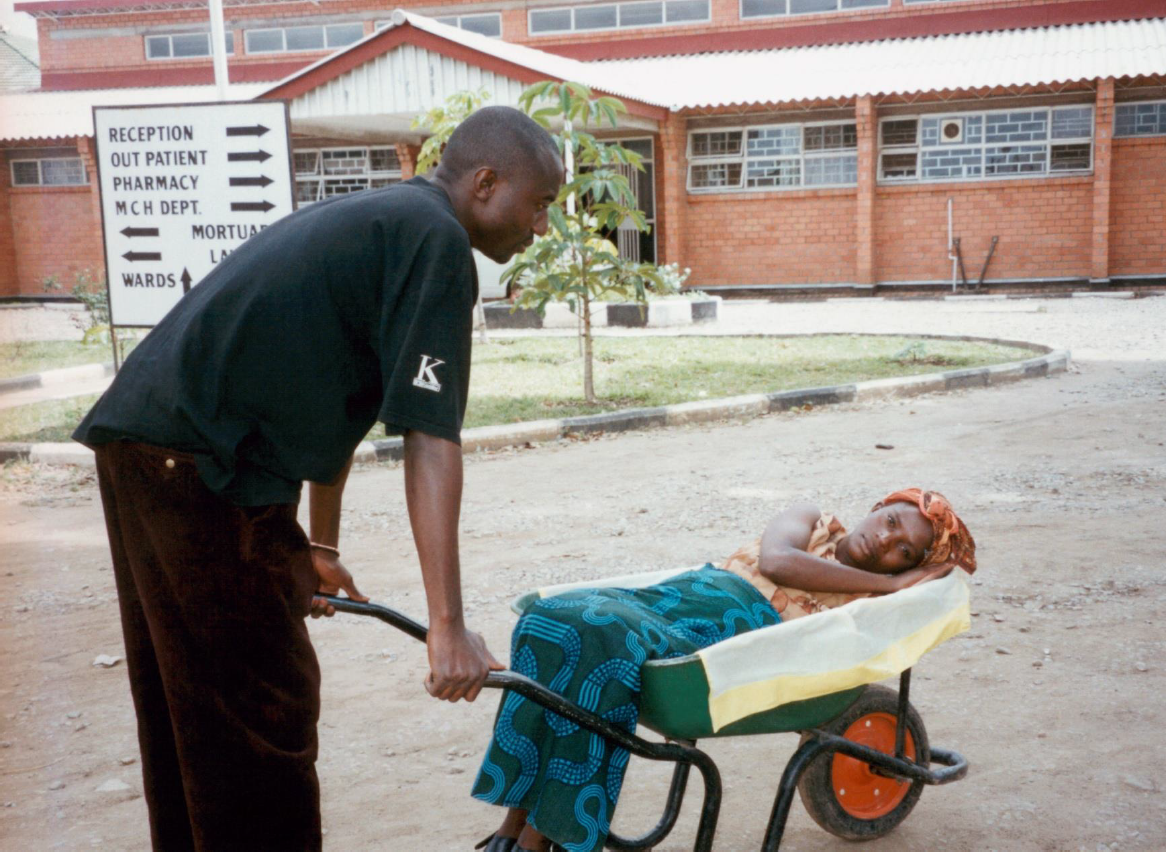 RECEPTION
OUT PATIENT
PHARMACY
MCH DEPT.
WARDS
K